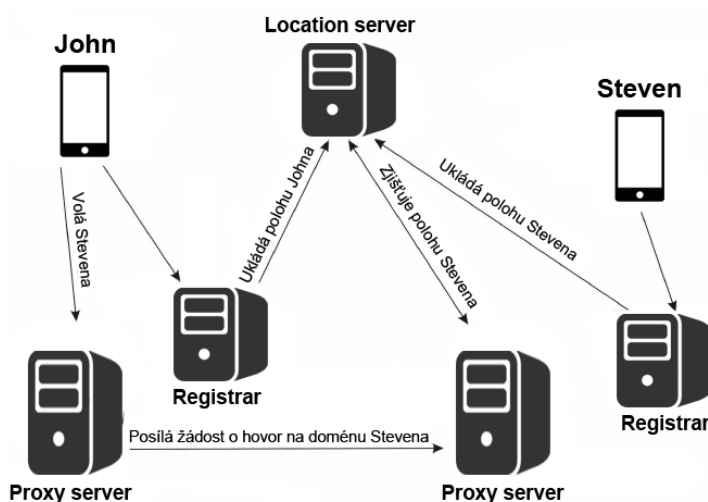 Location server
John
Steven
Volá Stevena
Ukládá polohu Johna
Zjišťuje polohu Stevena
Ukládá polohu Stevena
Registrar
Registrar
Posílá žádost o hovor na doménu Stevena
Proxy server
Proxy server